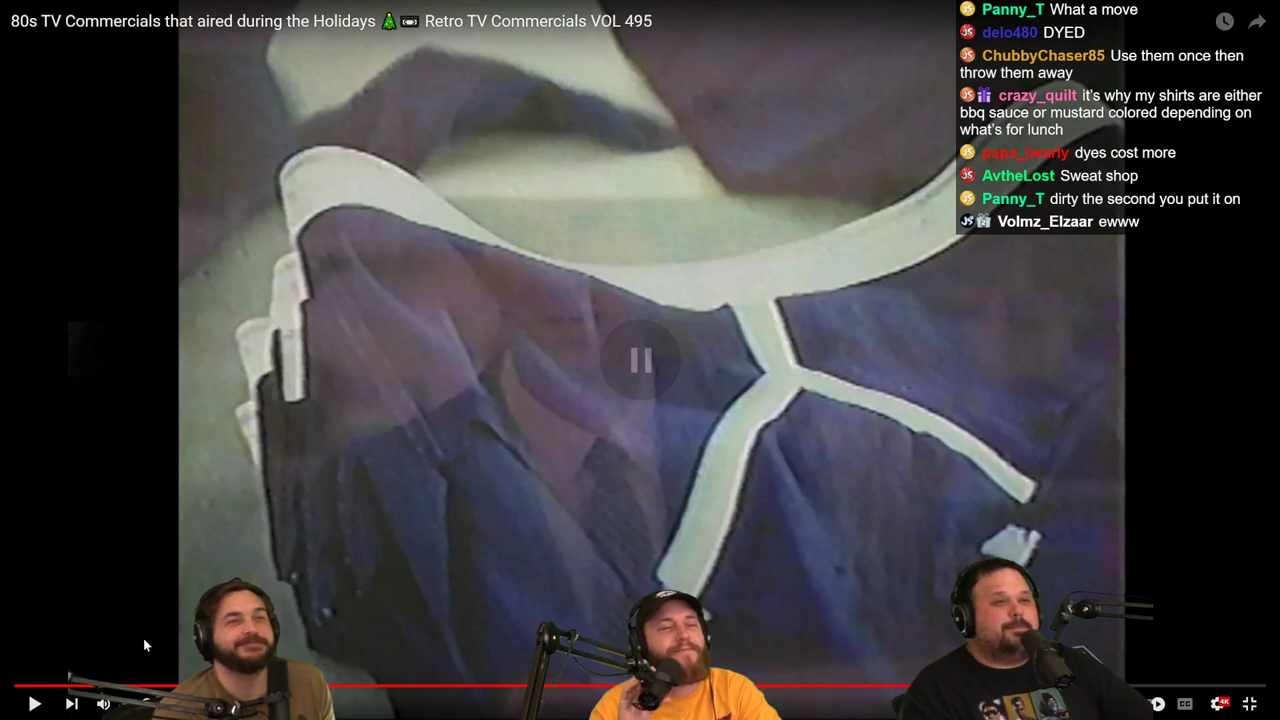 80s TV Commercials that aired during the Holidays 🎄📼 Retro TV Commercials VOL 495
Panny_T What a move
delo480 DYED
ChubbyChaser85 Use them once then
throw them away
crazy_quilt it's why my shirts are either
bbq sauce or mustard colored depending on
what's for lunch
papa_bearly dyes cost more
AvtheLost Sweat shop
Panny_T dirty the second you put it on
Volmz_Elzaar ewww
4K